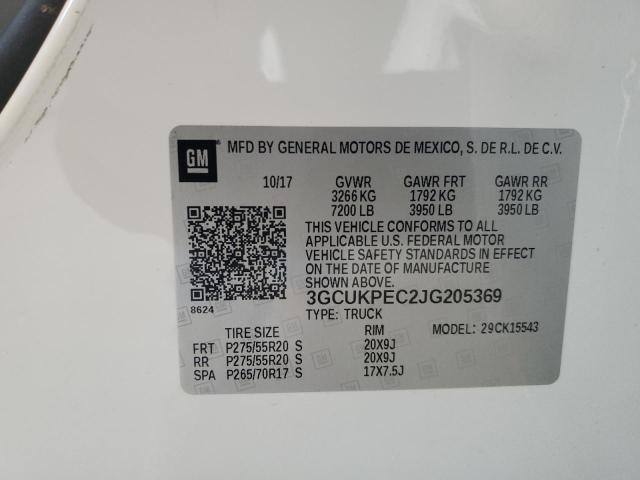 GM MFD BY GENERAL MOTORS DE MEXICO, S. DE R.L. DE C.V.
10/17 GVWR GAWR FRT GAWR RR
3266 KG 1792 KG 1792 KG
7200 LB 3950 LB 3950 LB
THIS VEHICLE CONFORMS TO ALL
APPLICABLE U.S. FEDERAL MOTOR
VEHICLE SAFETY STANDARDS IN EFFECT
ON THE DATE OF MANUFACTURE
SHOWN ABOVE.
3GCUKPEC2JG205369
8624
TYPE: TRUCK
TIRE SIZE RIM MODEL: 29CK15543
FRT P275/55R20 S 20X9J
RR P275/55R20 S 20X9J
SPA P265/70R17 S 17X7.5J